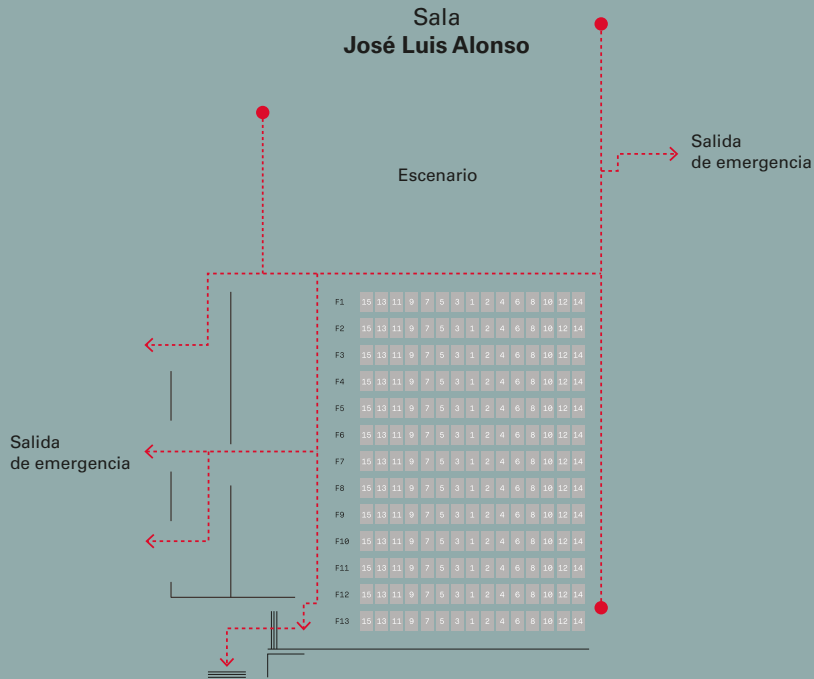 Sala
José Luis Alonso
Salida
de emergencia
Escenario
F1 15 13 11 9 7 5 3 1 2 4 6 8 10 12 14
F2 15 13 11 9 7 5 3 1 2 4 6 8 10 12 14
F3 15 13 11 9 7 5 3 1 2 4 6 8 10 12 14
F4 15 13 11 9 7 5 3 1 2 4 6 8 10 12 14
F5 15 13 11 9 7 5 3 1 2 4 6 8 10 12 14
F6 15 13 11 9 7 5 3 1 2 4 6 8 10 12 14
Salida
de emergencia
F7 15 13 11 9 7 5 3 1 2 4 6 8 10 12 14
F8 15 13 11 9 7 5 3 1 2 4 6 8 10 12 14
F9 15 13 11 9 7 5 3 1 2 4 6 8 10 12 14
F10 15 13 11 9 7 5 3 1 2 4 6 8 10 12 14
F11 15 13 11 9 7 5 3 1 2 4 6 8 10 12 14
F12 15 13 11 9 7 5 3 1 2 4 6 8 10 12 14
F13 15 13 11 9 7 5 3 1 2 4 6 8 10 12 14